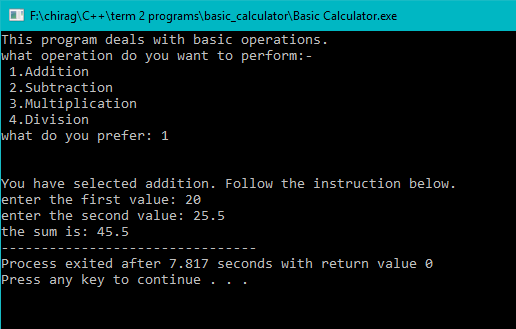 F:\chirag\C++\term 2 programs\basic_calculator\Basic Calculator.exe
This program deals with basic operations.
what operation do you want to perform:-
1.Addition
2.Subtraction
3.Multiplication
4.Division
what do you prefer: 1
You have selected addition. Follow the instruction below.
enter the first value: 20
enter the second value: 25.5
the sum is: 45.5
--------------------------------
Process exited after 7.817 seconds with return value 0
Press any key to continue . . .